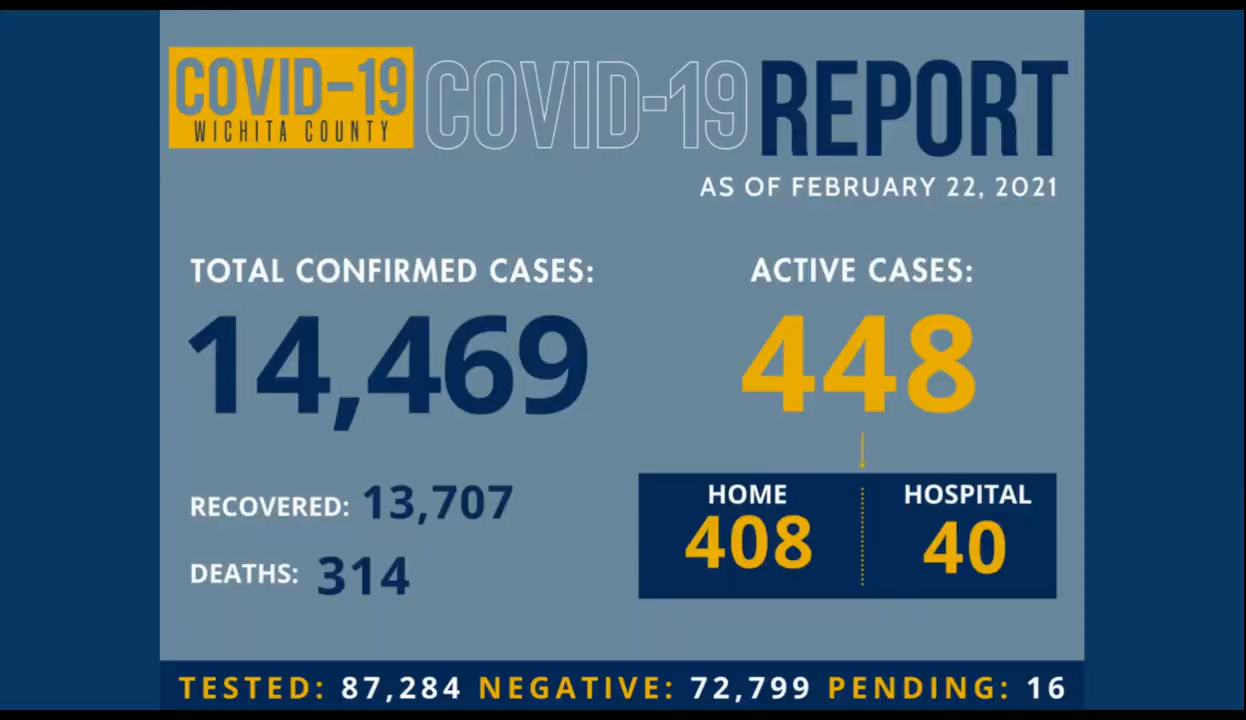 COVID-19
WICHITA COUNTY
COVID-19 REPORT
AS OF FEBRUARY 22, 2021
TOTAL CONFIRMED CASES:
14,469
RECOVERED: 13,707
DEATHS: 314
ACTIVE CASES:
448
HOME
408
HOSPITAL
40
TESTED: 87,284 NEGATIVE: 72,799 PENDING: 16